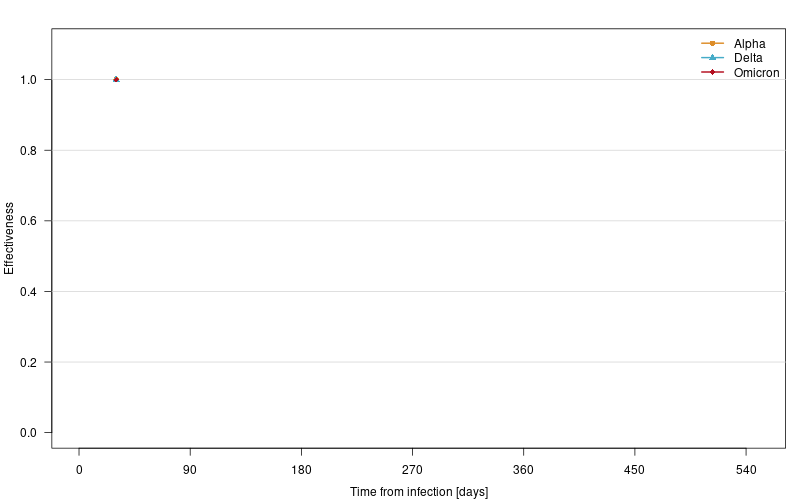 Alpha
Delta
Omicron
1.0
0.8
0.6
0.4
0.2
0.0
Effectiveness
0 90 180 270 360 450 540
Time from infection [days]